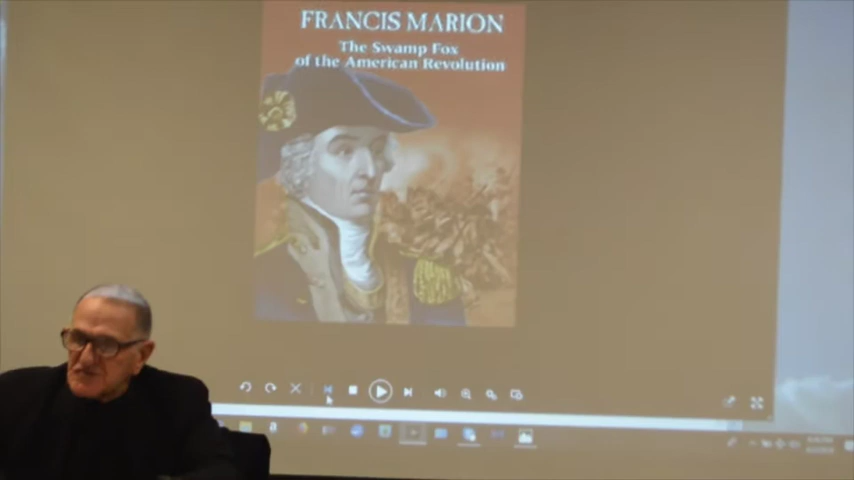 FRANCIS MARION
The Swamp Fox
of the American Revolution